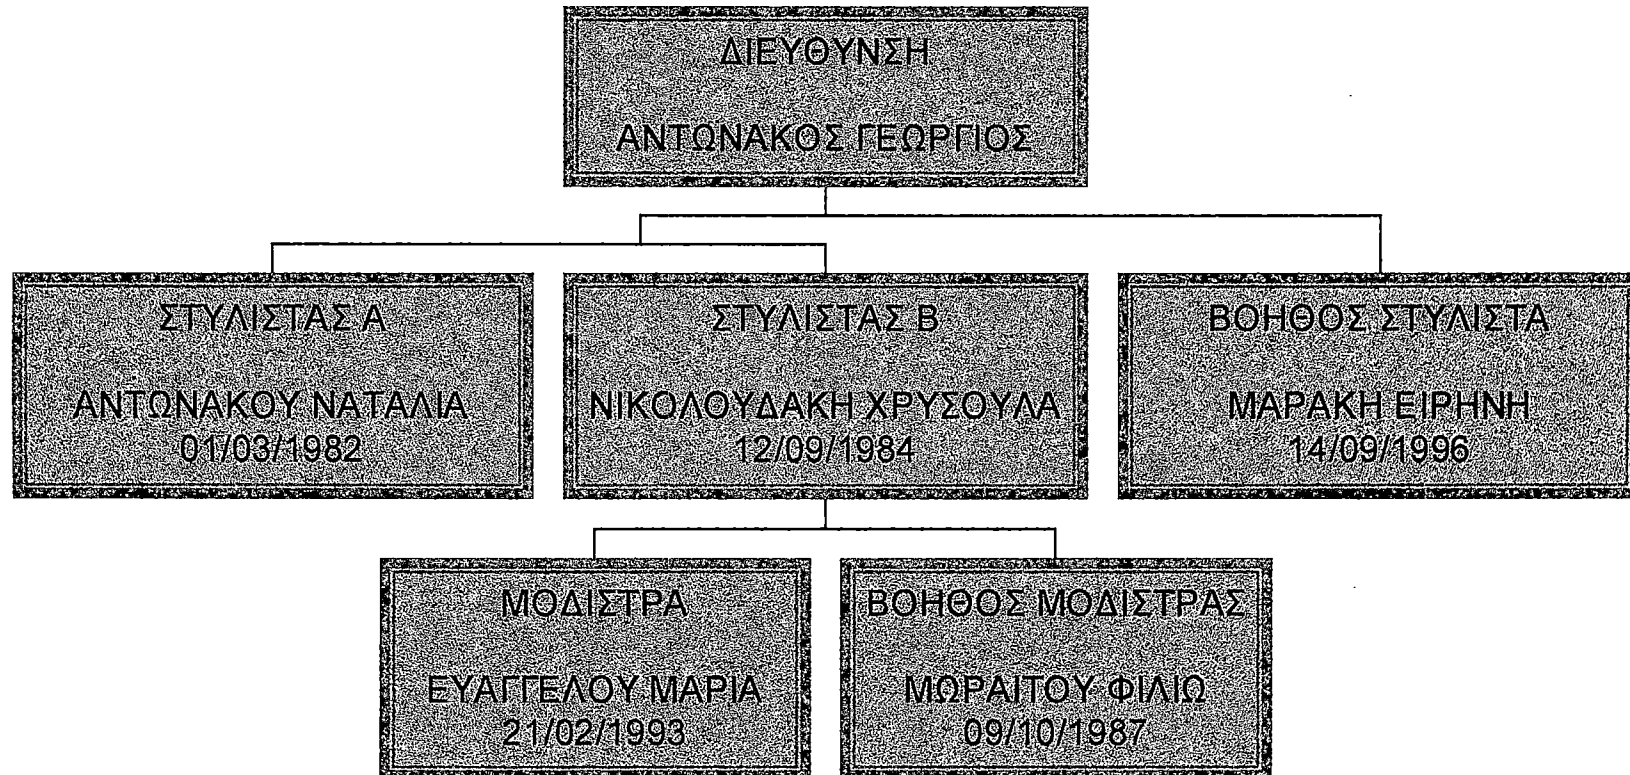 ΔΙΕΥΘΥΝΣΗ
ΑΝΤΩΝΑΚΟΣ ΓΕΩΡΓΙΟΣ
ΣΤΥΛΙΣΤΑΣ Α
ΑΝΤΩΝΑΚΟΥ ΝΑΤΑΛΙΑ
01/03/1982
ΣΤΥΛΙΣΤΑΣ Β
ΝΙΚΟΛΟΥΔΑΚΗ ΧΡΥΣΟΥΛΑ
12/09/1984
ΒΟΗΘΟΣ ΣΤΥΛΙΣΤΑ
ΜΑΡΑΚΗ ΕΙΡΗΝΗ
14/09/1996
ΜΟΔΙΣΤΡΑ
ΕΥΑΓΓΕΛΟΥ ΜΑΡΙΑ
21/02/1993
ΒΟΗΘΟΣ ΜΟΔΙΣΤΡΑΣ
ΜΩΡΑΙΤΟΥ ΦΙΛΙΩ
09/10/1987